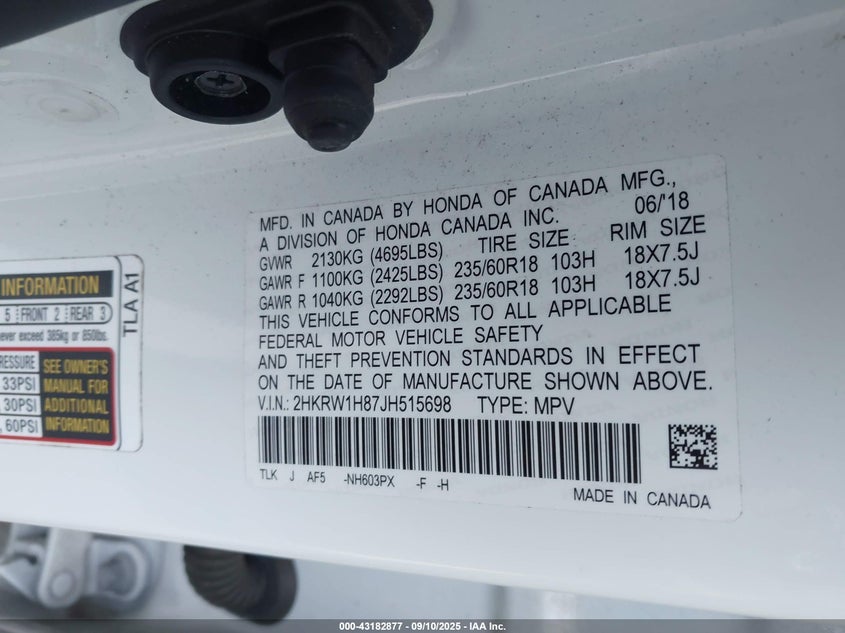 MFD. IN CANADA BY HONDA OF CANADA MFG.,
A DIVISION OF HONDA CANADA INC. 06/'18
GVWR 2130KG (4695LBS) TIRE SIZE RIM SIZE
GAWR F 1100KG (2425LBS) 235/60R18 103H 18X7.5J
GAWR R 1040KG (2292LBS) 235/60R18 103H 18X7.5J
THIS VEHICLE CONFORMS TO ALL APPLICABLE
FEDERAL MOTOR VEHICLE SAFETY
AND THEFT PREVENTION STANDARDS IN EFFECT
ON THE DATE OF MANUFACTURE SHOWN ABOVE.
V.I.N.: 2HKRW1H87JH515698 TYPE: MPV
TLK J AF5 -NH603PX -F -H
MADE IN CANADA
INFORMATION
5 FRONT 2 REAR 3
never exceed 385kg or 850lbs.
PRESSURE
33PSI
30PSI
60PSI
SEE OWNER'S
MANUAL FOR
ADDITIONAL
INFORMATION
TLA A1
000-43182877 - 09/10/2025 - IAA Inc.